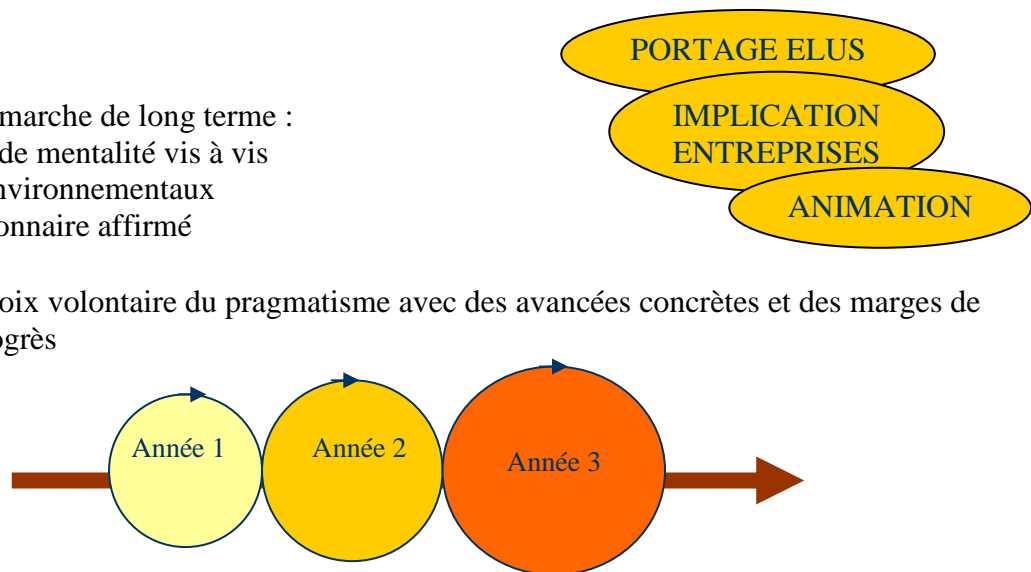 PORTAGE ELUS
IMPLICATION
ENTREPRISES
ANIMATION
marche de long terme :
de mentalité vis à vis
nvironnementaux
onnaire affirmé
oix volontaire du pragmatisme avec des avancées concrètes et des marges de
ogrès
Année 1
Année 2
Année 3